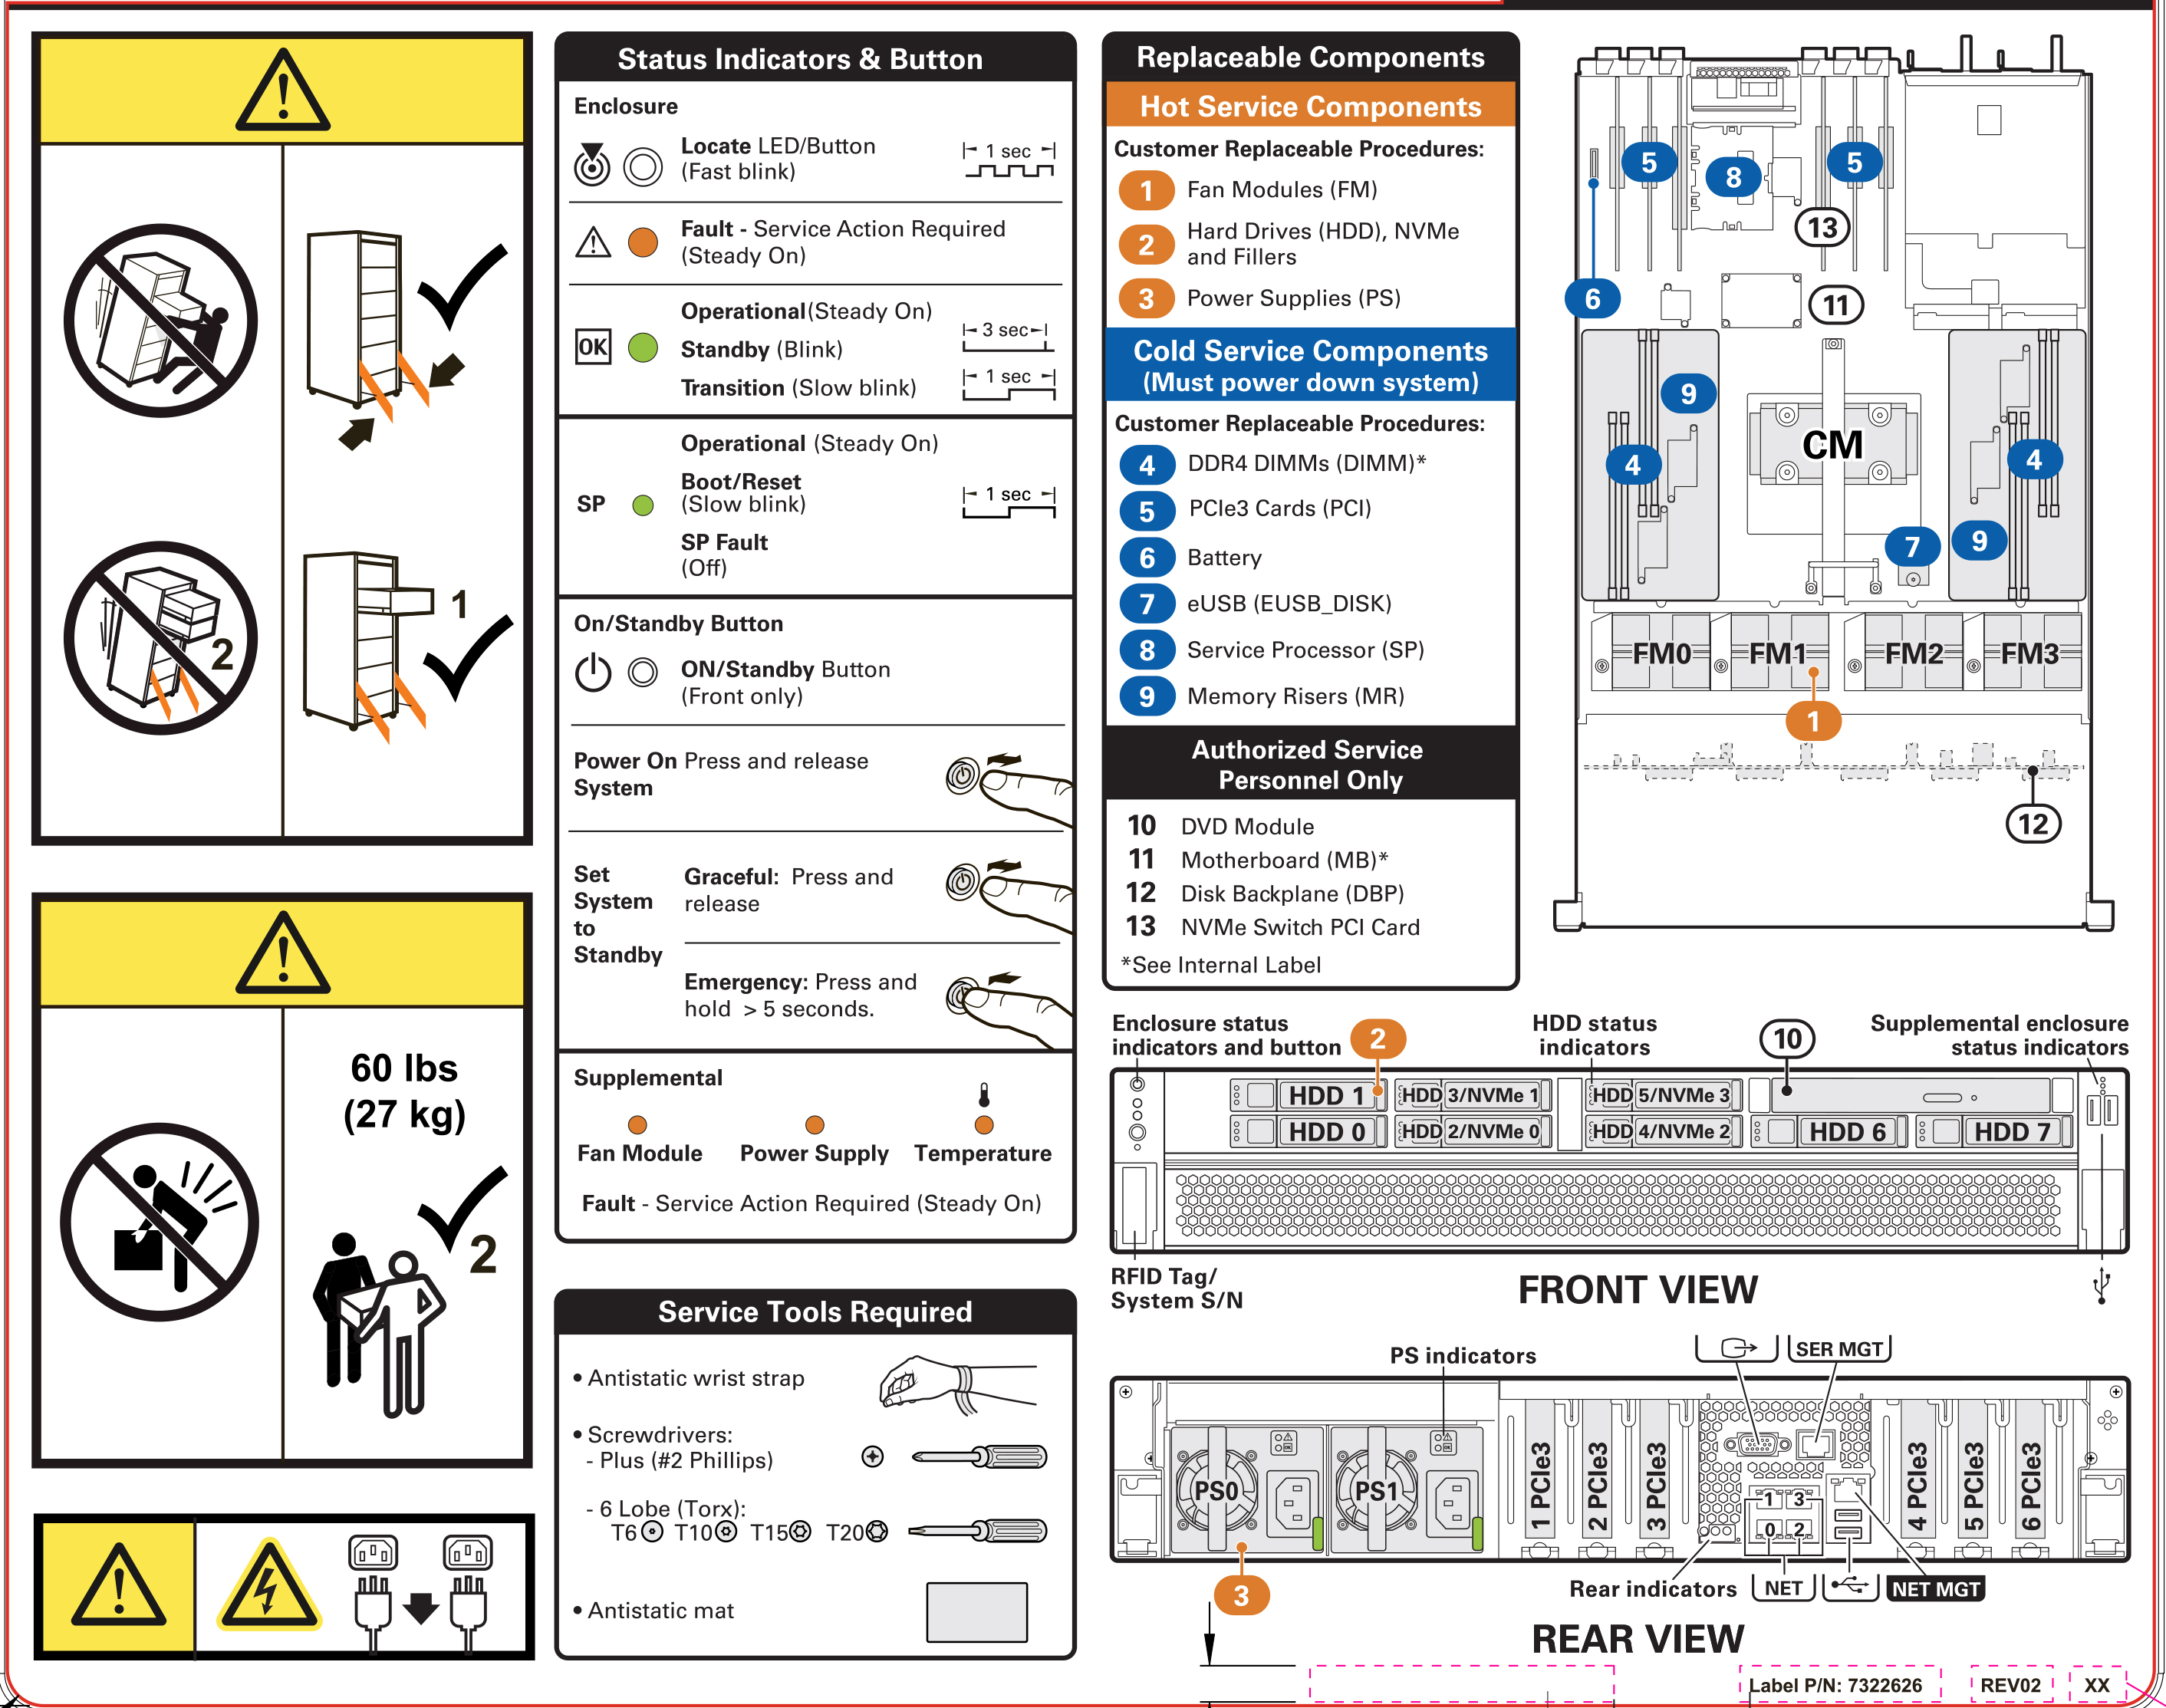 2
1
60 lbs
(27 kg)
2
Status Indicators & Button
Enclosure
Locate LED/Button
(Fast blink)
1 sec
Fault - Service Action Required
(Steady On)
OK
Operational(Steady On)
Standby (Blink)
3 sec
Transition (Slow blink)
1 sec
SP
Operational (Steady On)
Boot/Reset
(Slow blink)
1 sec
SP Fault
(Off)
On/Standby Button
ON/Standby Button
(Front only)
Power On Press and release
System
Set
System
to
Standby
Graceful: Press and
release
Emergency: Press and
hold > 5 seconds.
Supplemental
Fan Module
Power Supply
Temperature
Fault - Service Action Required (Steady On)
Service Tools Required
• Antistatic wrist strap
• Screwdrivers:
- Plus (#2 Phillips)
- 6 Lobe (Torx):
T6 T10 T15 T20
• Antistatic mat
Replaceable Components
Hot Service Components
Customer Replaceable Procedures:
1 Fan Modules (FM)
2 Hard Drives (HDD), NVMe
and Fillers
3 Power Supplies (PS)
Cold Service Components
(Must power down system)
Customer Replaceable Procedures:
4 DDR4 DIMMs (DIMM)*
5 PCIe3 Cards (PCI)
6 Battery
7 eUSB (EUSB_DISK)
8 Service Processor (SP)
9 Memory Risers (MR)
Authorized Service
Personnel Only
10 DVD Module
11 Motherboard (MB)*
12 Disk Backplane (DBP)
13 NVMe Switch PCI Card
*See Internal Label
5
8
5
13
6
11
9
CM
4
4
7
9
FM0
FM1
FM2
FM3
1
12
Enclosure status
indicators and button
2
HDD status
indicators
10
Supplemental enclosure
status indicators
HDD 1
HDD 3/NVMe 1
HDD 5/NVMe 3
HDD 0
HDD 2/NVMe 0
HDD 4/NVMe 2
HDD 6
HDD 7
RFID Tag/
System S/N
FRONT VIEW
PS indicators
SER MGT
OK
OK
PS0
PS1
1 PCIe3
2 PCIe3
3 PCIe3
1
3
0
2
4 PCIe3
5 PCIe3
6 PCIe3
3
Rear indicators
NET
NET MGT
REAR VIEW
Label P/N: 7322626
REV02
XX